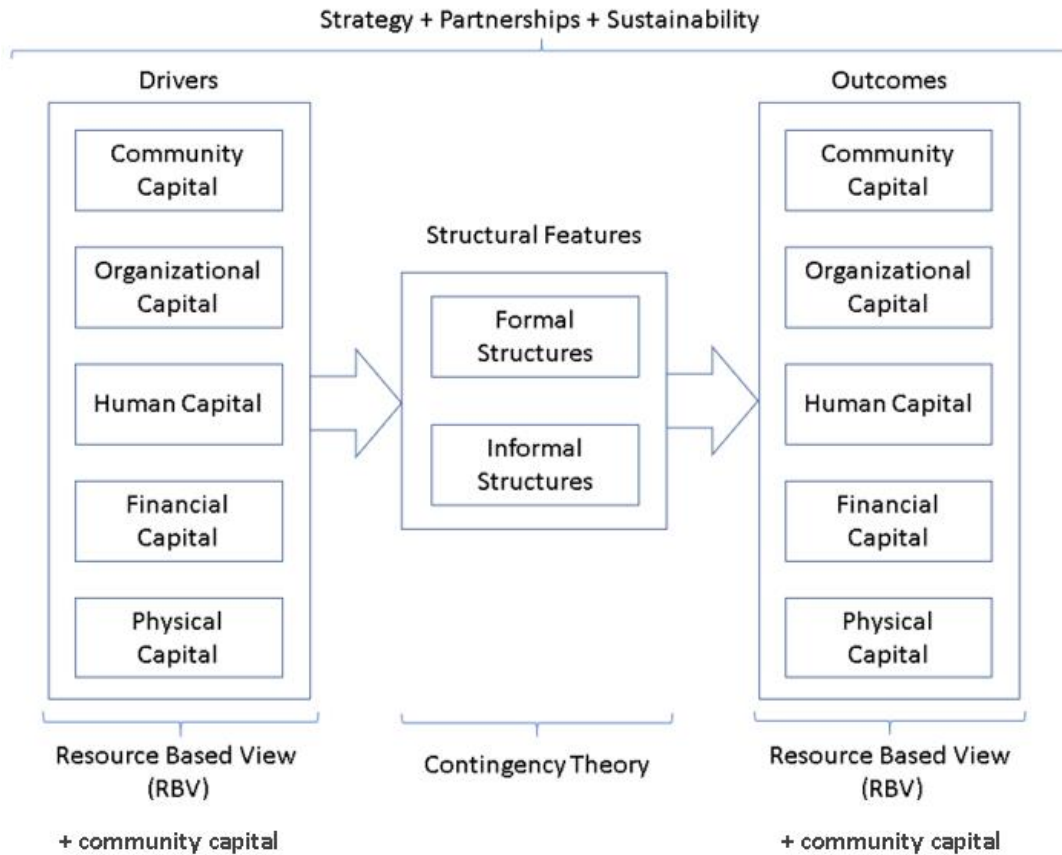 Strategy + Partnerships + Sustainability
Drivers
Community
Capital
Organizational
Capital
Human Capital
Financial
Capital
Physical
Capital
Resource Based View
(RBV)
+ community capital
Structural Features
Formal
Structures
Informal
Structures
Contingency Theory
Outcomes
Community
Capital
Organizational
Capital
Human Capital
Financial
Capital
Physical
Capital
Resource Based View
(RBV)
+ community capital